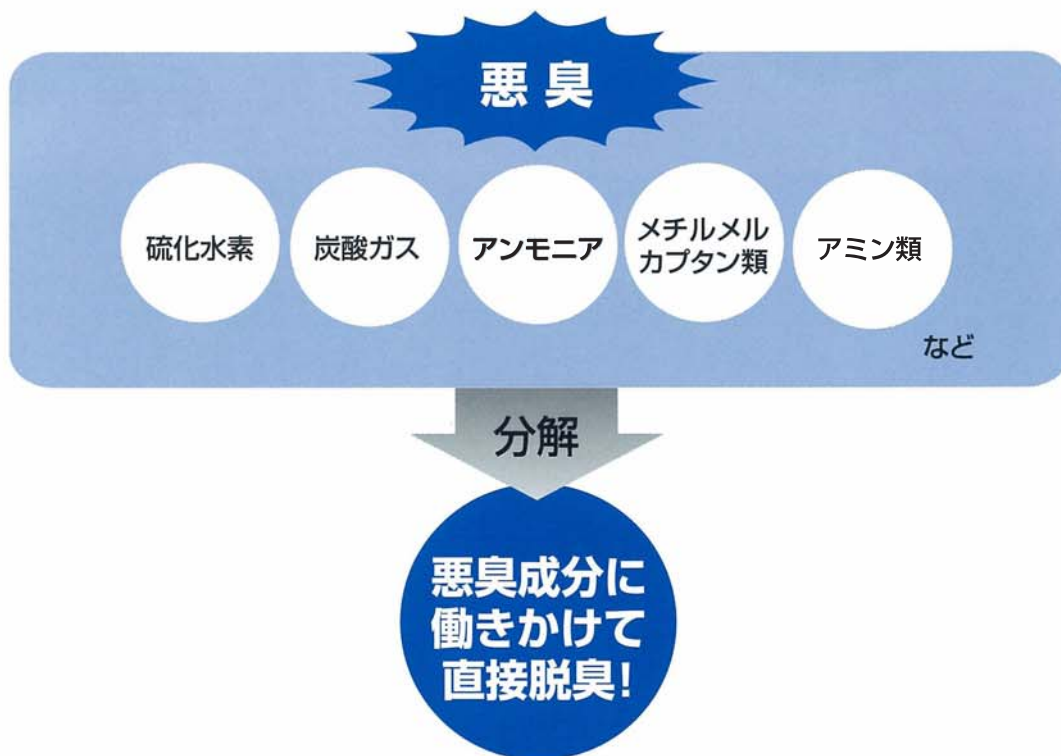 悪臭
硫化水素
炭酸ガス
アンモニア
メチルメル
カプタン類
アミン類
など
分解
悪臭成分に
働きかけて
直接脱臭!